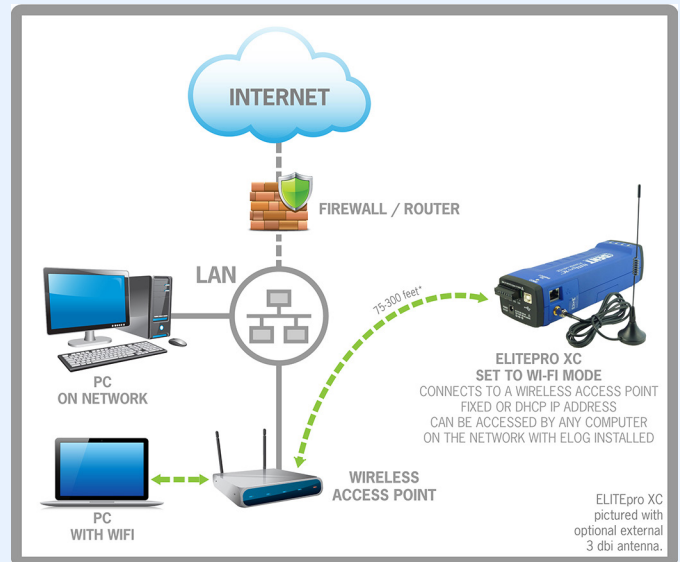 INTERNET
FIREWALL / ROUTER
LAN
75-300 feet*
PC
ON NETWORK
ELITEPRO XC
SET TO WI-FI MODE
CONNECTS TO A WIRELESS ACCESS POINT
FIXED OR DHCP IP ADDRESS
CAN BE ACCESSED BY ANY COMPUTER
ON THE NETWORK WITH ELOG INSTALLED
WIRELESS
ACCESS POINT
PC
WITH WIFI
ELITEpro XC
pictured with
optional external
3 dbi antenna.
DENT